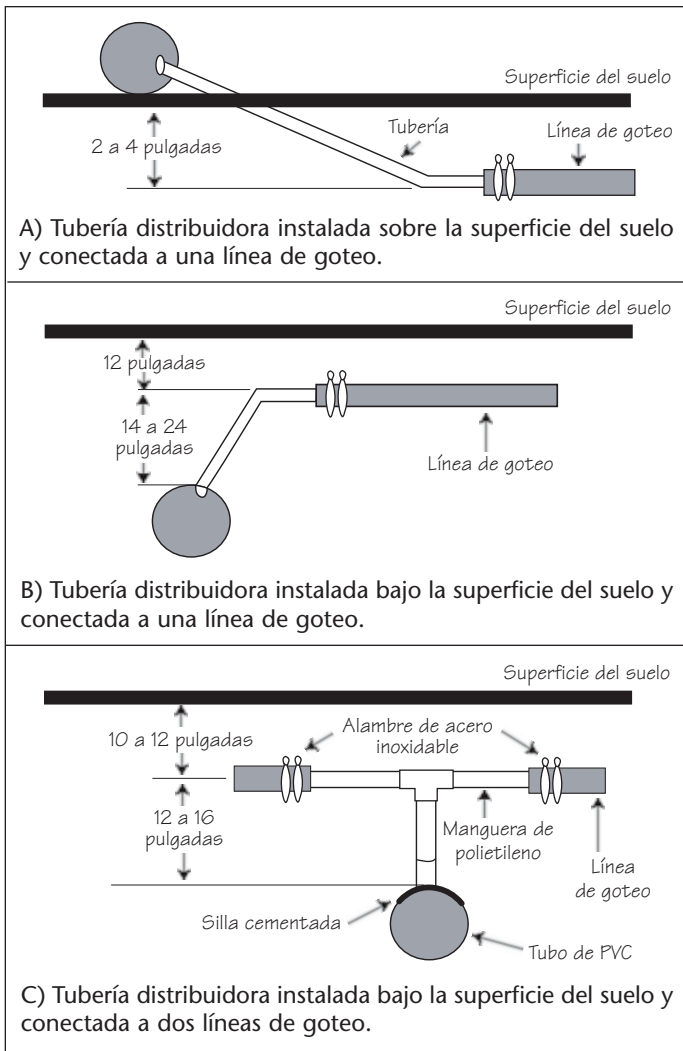 Superficie del suelo
Tubería
Línea de goteo
2 a 4 pulgadas
A) Tubería distribuidora instalada sobre la superficie del suelo
y conectada a una línea de goteo.
Superficie del suelo
12 pulgadas
14 a 24
pulgadas
Línea de goteo
B) Tubería distribuidora instalada bajo la superficie del suelo y
conectada a una línea de goteo.
Superficie del suelo
10 a 12 pulgadas
Alambre de acero
inoxidable
12 a 16
pulgadas
Manguera de
polietileno
Línea
de goteo
Silla cementada
Tubo de PVC
C) Tubería distribuidora instalada bajo la superficie del suelo y
conectada a dos líneas de goteo.